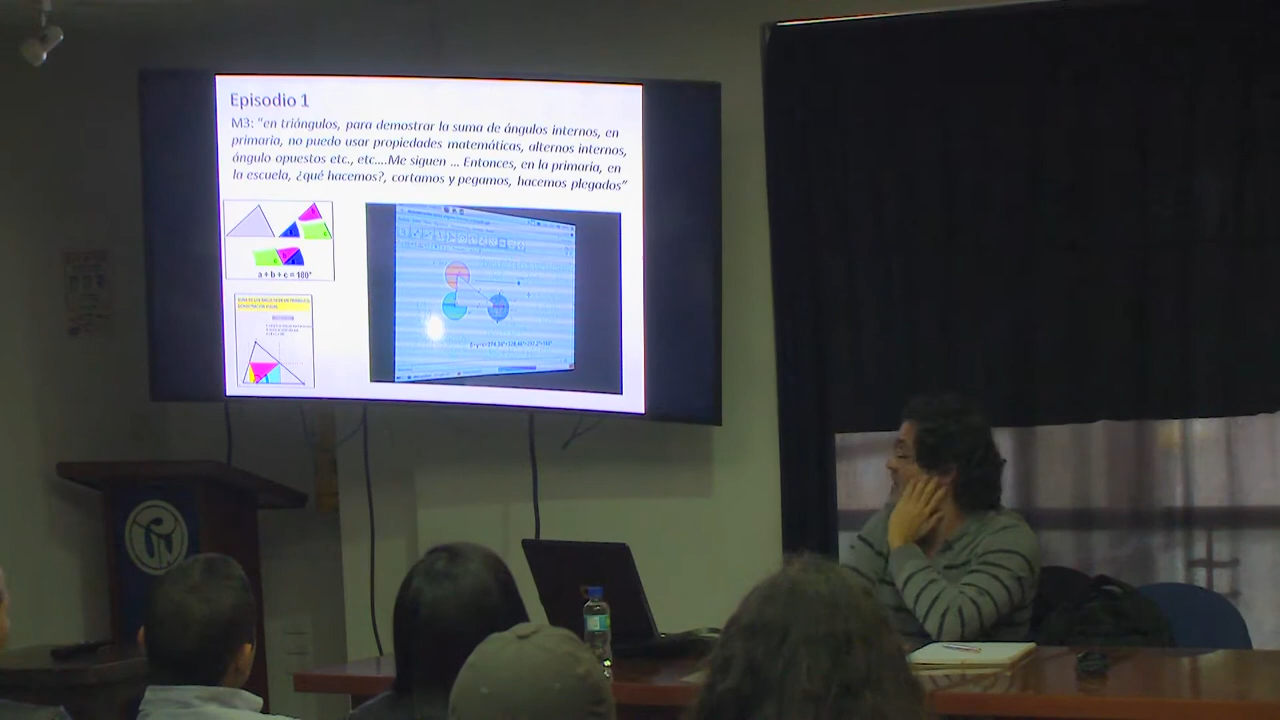 Episodio 1
M3: "en triángulos, para demostrar la suma de ángulos internos, en
primaria, no puedo usar propiedades matemáticas, alternos internos,
ángulo opuestos etc., etc....Me siguen ... Entonces, en la primaria, en
la escuela, ¿qué hacemos?, cortamos y pegamos, hacemos plegados"
a + b + c = 180°